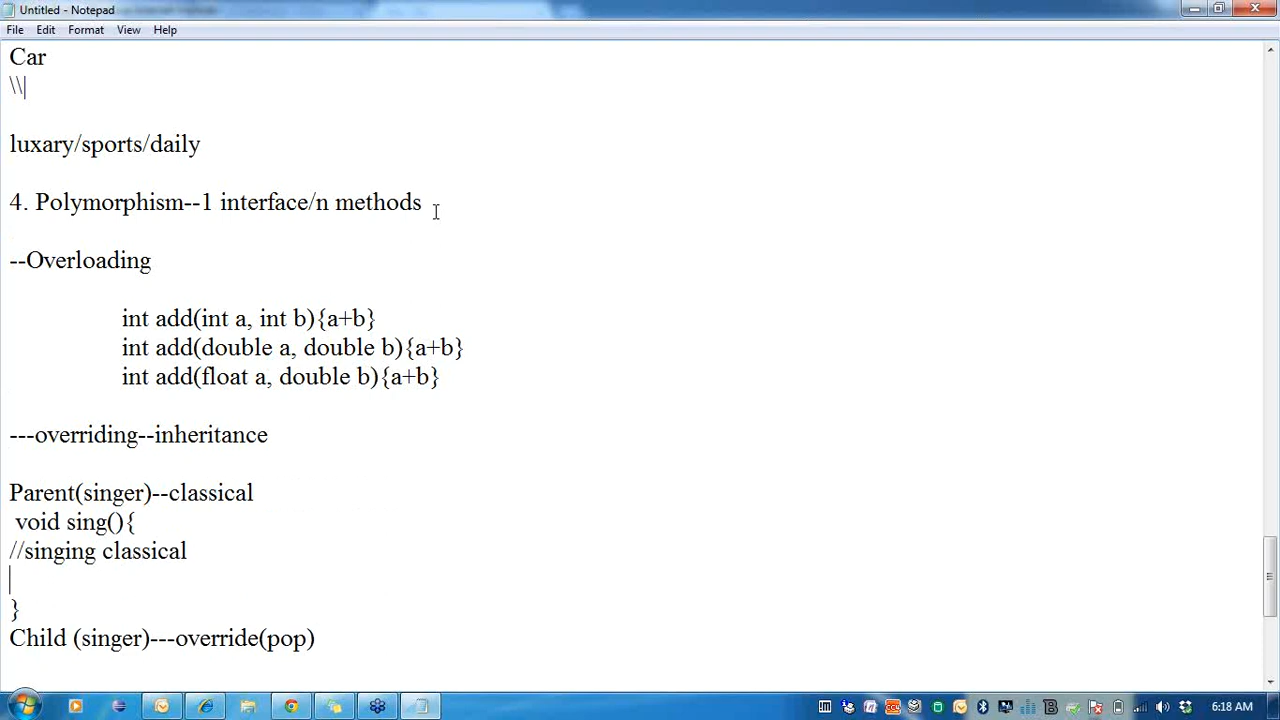 Untitled - Notepad
File Edit Format View Help
Car
\\
luxary/sports/daily
4. Polymorphism--1 interface/n methods
--Overloading
int add(int a, int b){a+b}
int add(double a, double b){a+b}
int add(float a, double b){a+b}
---overriding--inheritance
Parent(singer)--classical
void sing(){
//singing classical
}
Child (singer)---override(pop)
6:18 AM